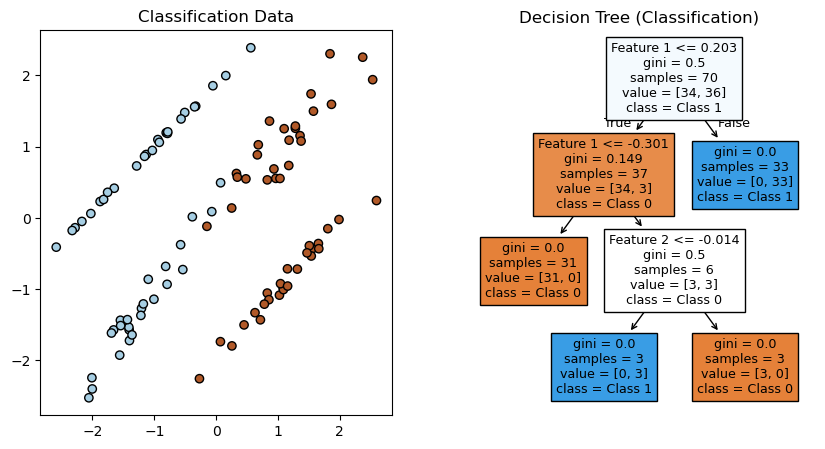 Classification Data
2
1
0
−1
−2
−2
−1
0
1
2
Decision Tree (Classification)
Feature 1 <= 0.203
gini = 0.5
samples = 70
value = [34, 36]
class = Class 1
True
False
Feature 1 <= -0.301
gini = 0.149
samples = 37
value = [34, 3]
class = Class 0
gini = 0.0
samples = 33
value = [0, 33]
class = Class 1
gini = 0.0
samples = 31
value = [31, 0]
class = Class 0
Feature 2 <= -0.014
gini = 0.5
samples = 6
value = [3, 3]
class = Class 0
gini = 0.0
samples = 3
value = [0, 3]
class = Class 1
gini = 0.0
samples = 3
value = [3, 0]
class = Class 0